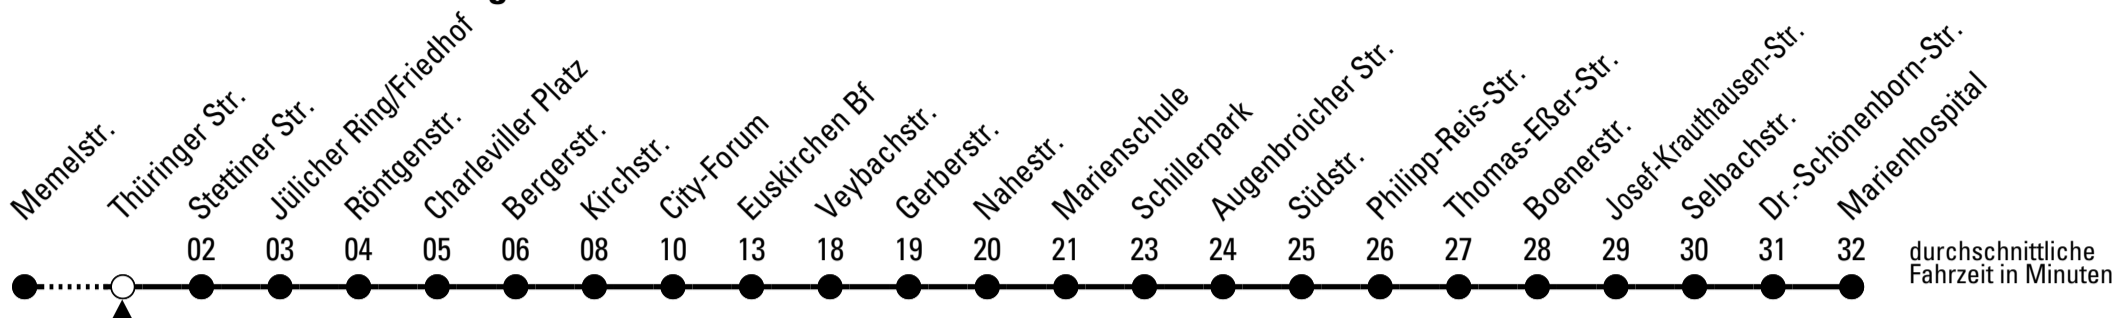 Memelstr.
Thüringer Str.
Stettiner Str.
Jülicher Ring/Friedhof
Röntgenstr.
Charleviller Platz
Bergerstr.
Kirchstr.
City-Forum
Euskirchen Bf
Veybachstr.
Gerberstr.
Nahestr.
Marienschule
Schillerpark
Augenbroicher Str.
Südstr.
Philipp-Reis-Str.
Thomas-Eßer-Str.
Boenerstr.
Josef-Krauthausen-Str.
Selbachstr.
Dr.-Schönenborn-Str.
Marienhospital
02 03 04 05 06 08 10 13 18 19 20 21 23 24 25 26 27 28 29 30 31 32
durchschnittliche
Fahrzeit in Minuten